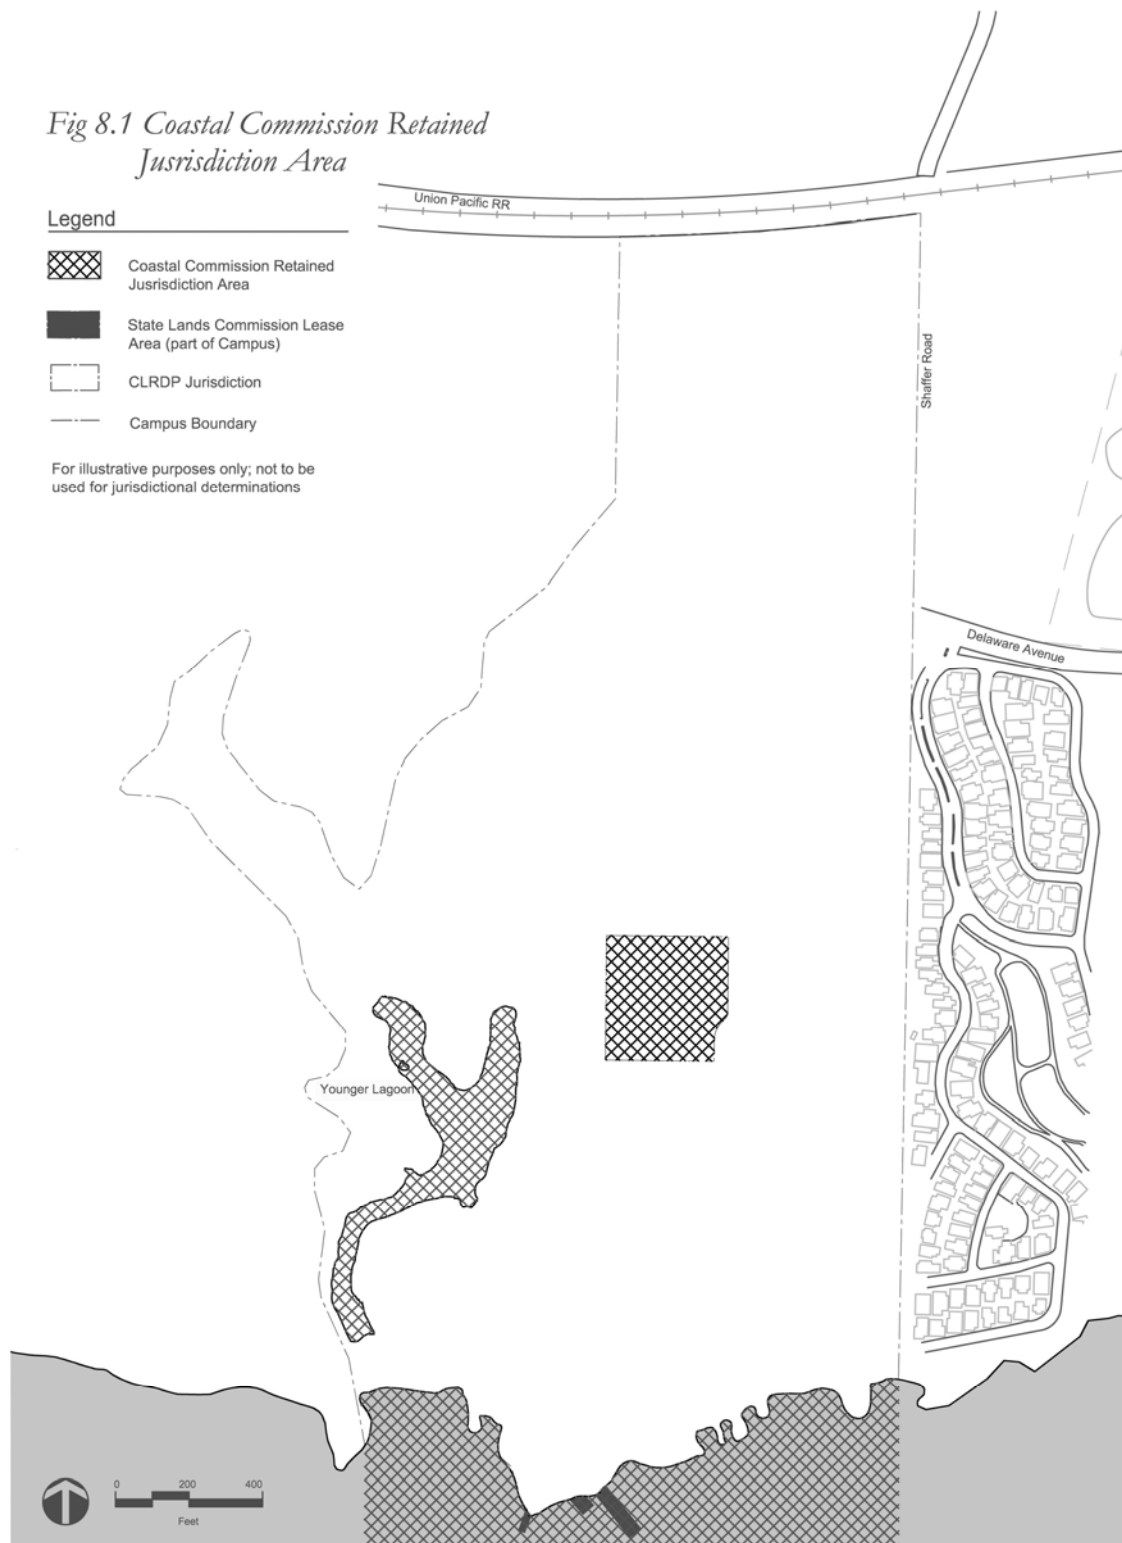 Fig 8.1 Coastal Commission Retained
Jusrisdiction Area
Legend
Coastal Commission Retained
Jusrisdiction Area
State Lands Commission Lease
Area (part of Campus)
CLRDP Jurisdiction
Campus Boundary
For illustrative purposes only; not to be
used for jurisdictional determinations
Union Pacific RR
Shaffer Road
Delaware Avenue
Younger Lagoon
0 200 400
Feet